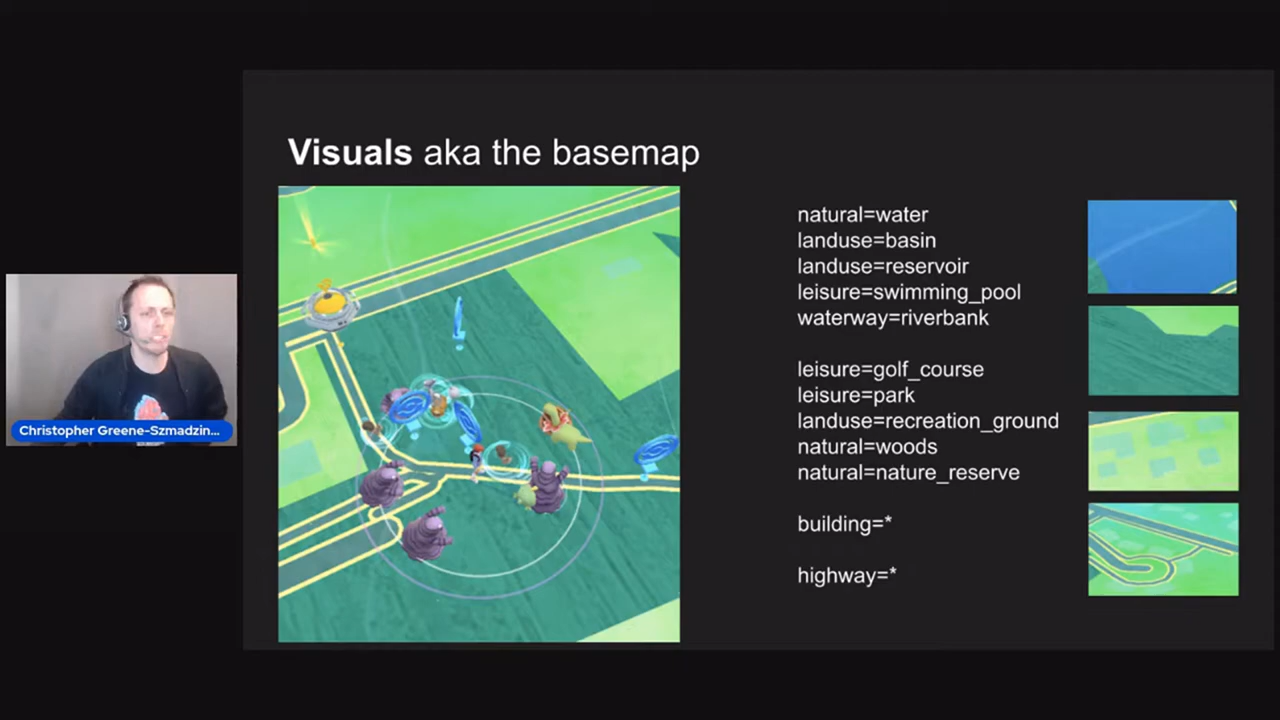 Visuals aka the basemap
natural=water
landuse=basin
landuse=reservoir
leisure=swimming_pool
waterway=riverbank
leisure=golf_course
leisure=park
landuse=recreation_ground
natural=woods
natural=nature_reserve
building=*
highway=*
Christopher Greene-Szmadzin...